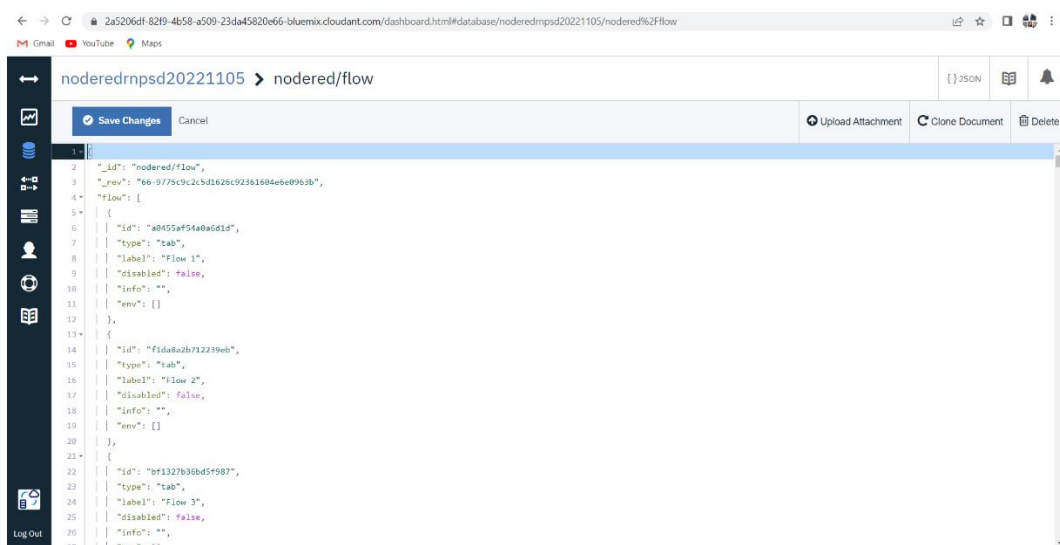 2a5206df-82f9-4b58-a509-23da45820e66-bluemix.cloudant.com/dashboard.html#database/noderedrnpsd20221105/nodered%2Fflow
Gmail YouTube Maps
noderedrnpsd20221105 > nodered/flow
{ } JSON
Save Changes Cancel
Upload Attachment Clone Document Delete
1 {
2 "_id": "nodered/flow",
3 "_rev": "66-9775c9c2c5d1626c92361604e6e0963b",
4 "flow": [
5 {
6 "id": "a0455af54a0a6d1d",
7 "type": "tab",
8 "label": "Flow 1",
9 "disabled": false,
10 "info": "",
11 "env": []
12 },
13 {
14 "id": "f1da8a2b712239eb",
15 "type": "tab",
16 "label": "Flow 2",
17 "disabled": false,
18 "info": "",
19 "env": []
20 },
21 {
22 "id": "bf1327b36bd5f987",
23 "type": "tab",
24 "label": "Flow 3",
25 "disabled": false,
26 "info": "",
Log Out